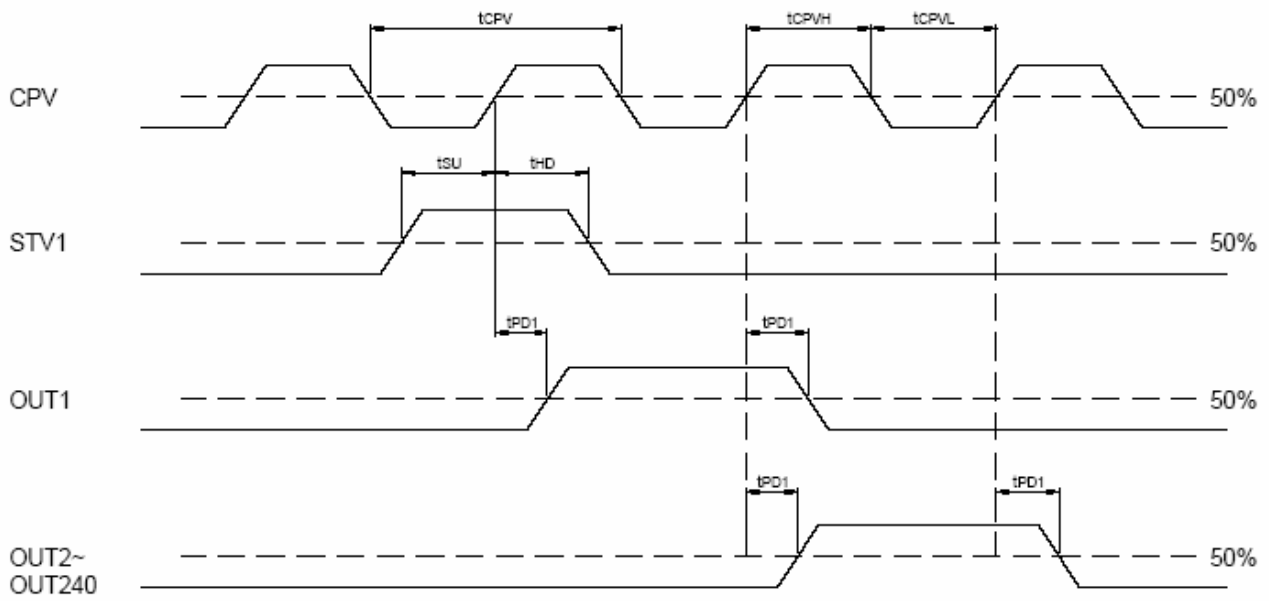 tCPV tCPVH tCPVL
CPV 50%
tSU tHD
STV1 50%
tPD1 tPD1
OUT1 50%
tPD1 tPD1
OUT2~ 50%
OUT240